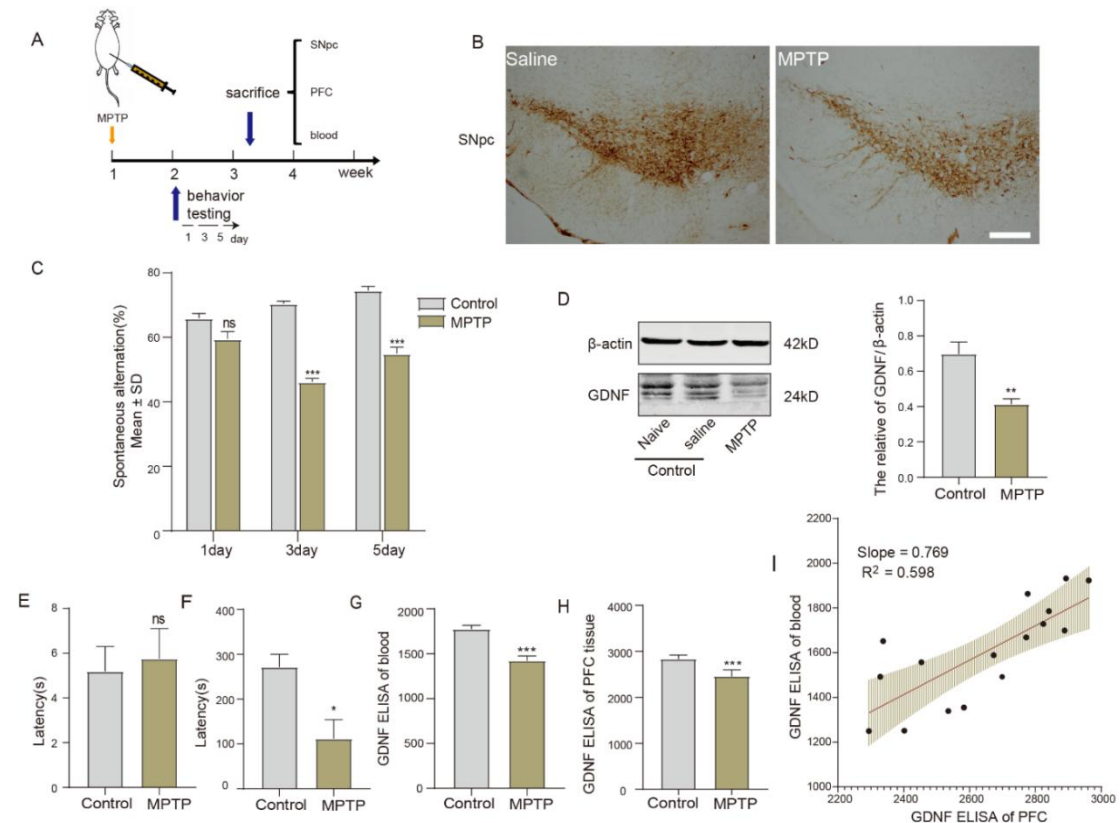 A
MPTP
sacrifice
SNpc
PFC
blood
1 2 3 4 week
behavior
testing
1 3 5 day
B
Saline
MPTP
SNpc
C
Spontaneous alternation(%)
Mean ± SD
80
60
40
20
0
ns
***
***
1day 3day 5day
Control
MPTP
D
β-actin
42kD
GDNF
24kD
Naive saline MPTP
Control
The relative of GDNF/β-actin
1.0
0.8
0.6
0.4
0.2
0.0
**
Control MPTP
E
Latency(s)
8
6
4
2
0
ns
Control MPTP
F
Latency(s)
400
300
200
100
0
*
Control MPTP
G
GDNF ELISA of blood
2000
1500
1000
500
0
***
Control MPTP
H
GDNF ELISA of PFC tissue
4000
3000
2000
1000
0
***
Control MPTP
I
GDNF ELISA of blood
2200
2000
1800
1600
1400
1200
1000
Slope = 0.769
R² = 0.598
2200 2400 2600 2800 3000
GDNF ELISA of PFC